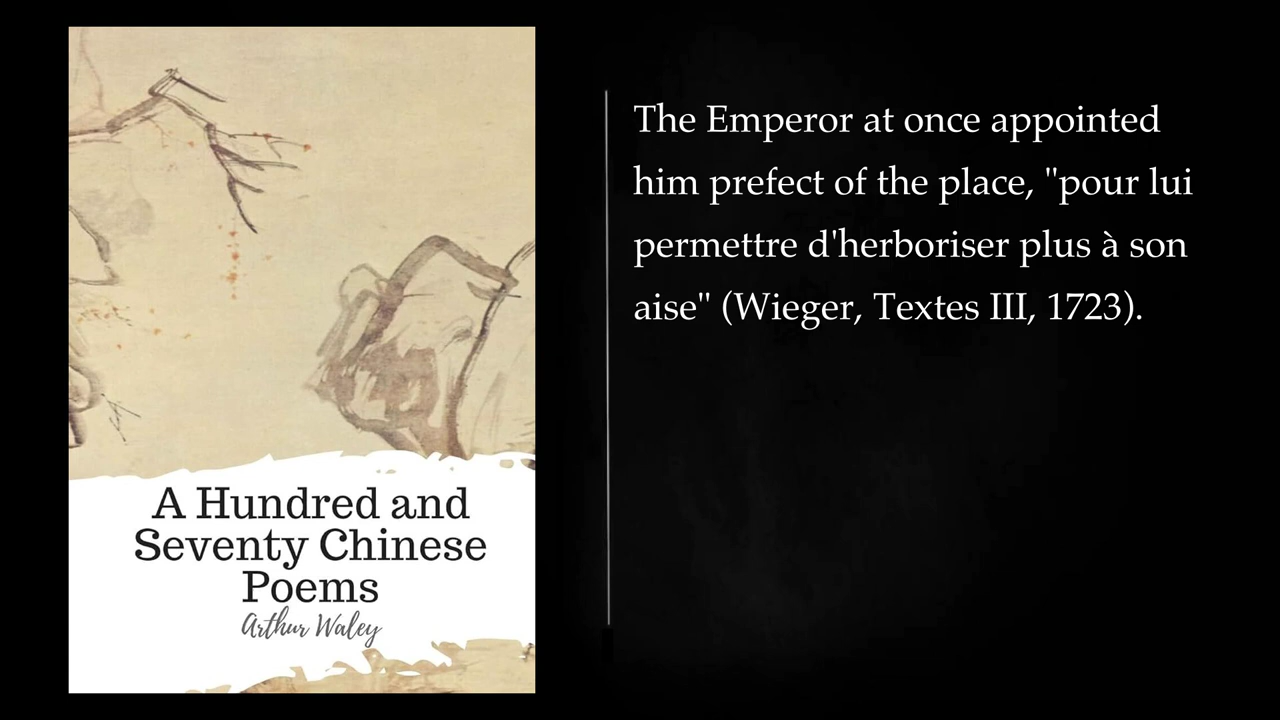 A Hundred and
Seventy Chinese
Poems
Arthur Waley
The Emperor at once appointed
him prefect of the place, "pour lui
permettre d'herboriser plus à son
aise" (Wieger, Textes III, 1723).